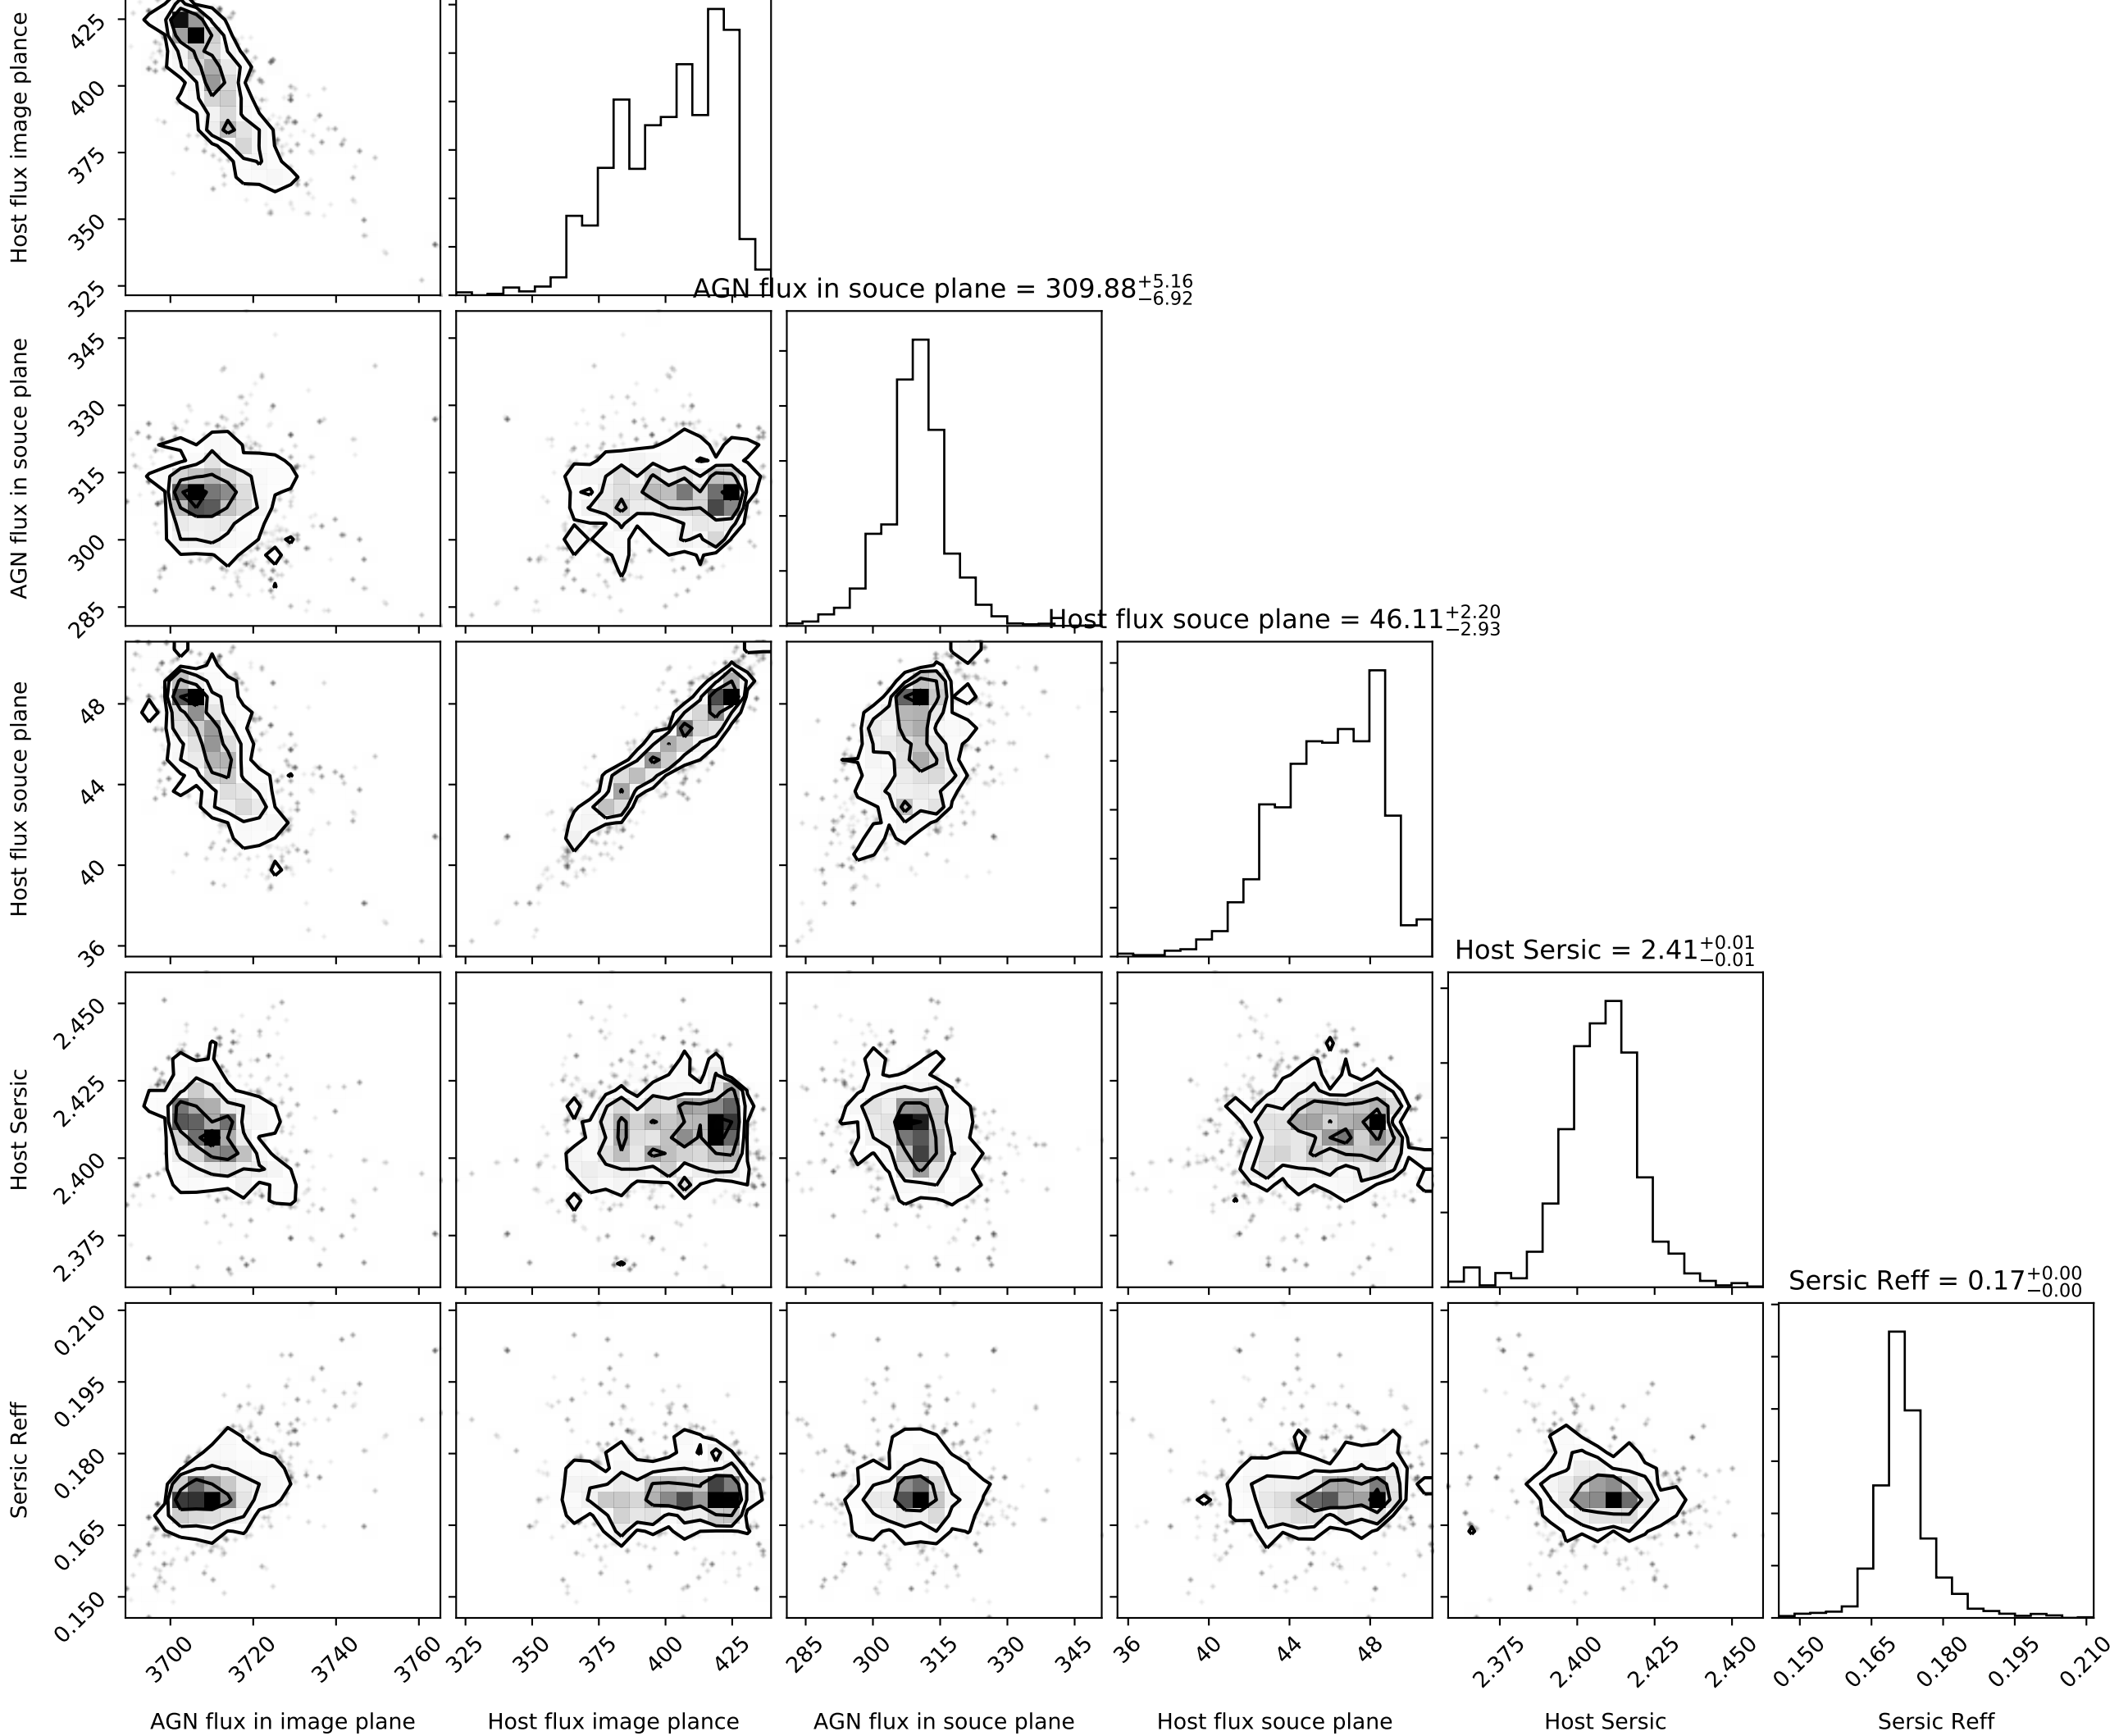 Host flux image plance
425
400
375
350
325
AGN flux in souce plane = 309.88 +5.16 −6.92
AGN flux in souce plane
345
330
315
300
285
Host flux souce plane = 46.11 +2.20 −2.93
Host flux souce plane
48
44
40
36
Host Sersic = 2.41 +0.01 −0.01
Host Sersic
2.450
2.425
2.400
2.375
Sersic Reff = 0.17 +0.00 −0.00
Sersic Reff
0.210
0.195
0.180
0.165
0.150
3700 3720 3740 3760 325 350 375 400 425 285 300 315 330 345 36 40 44 48 2.375 2.400 2.425 2.450 0.150 0.165 0.180 0.195 0.210
AGN flux in image plane Host flux image plance AGN flux in souce plane Host flux souce plane Host Sersic Sersic Reff